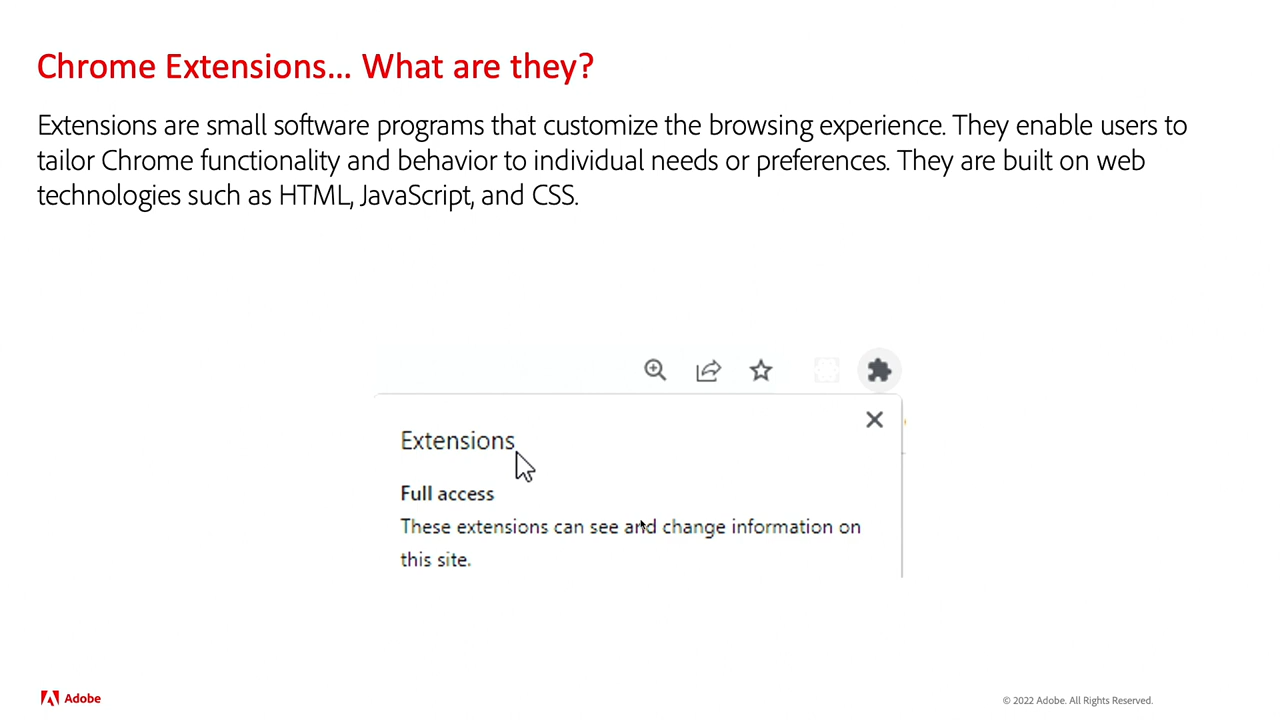 Chrome Extensions... What are they?
Extensions are small software programs that customize the browsing experience. They enable users to
tailor Chrome functionality and behavior to individual needs or preferences. They are built on web
technologies such as HTML, JavaScript, and CSS.
Extensions
Full access
These extensions can see and change information on
this site.
Adobe
© 2022 Adobe. All Rights Reserved.